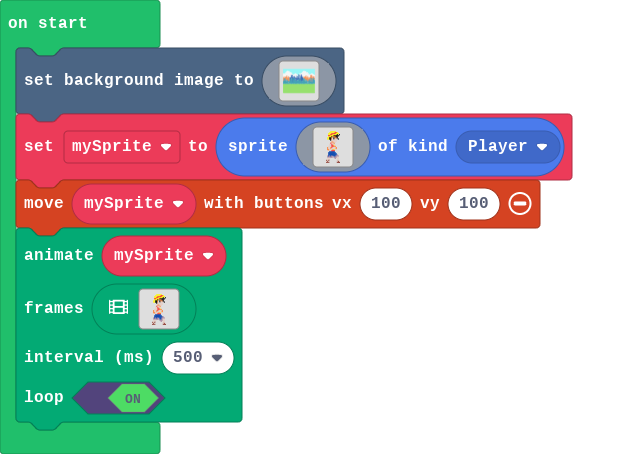 on start
set background image to
set mySprite to sprite of kind Player
move mySprite with buttons vx 100 vy 100
animate mySprite
frames
interval (ms) 500
loop ON